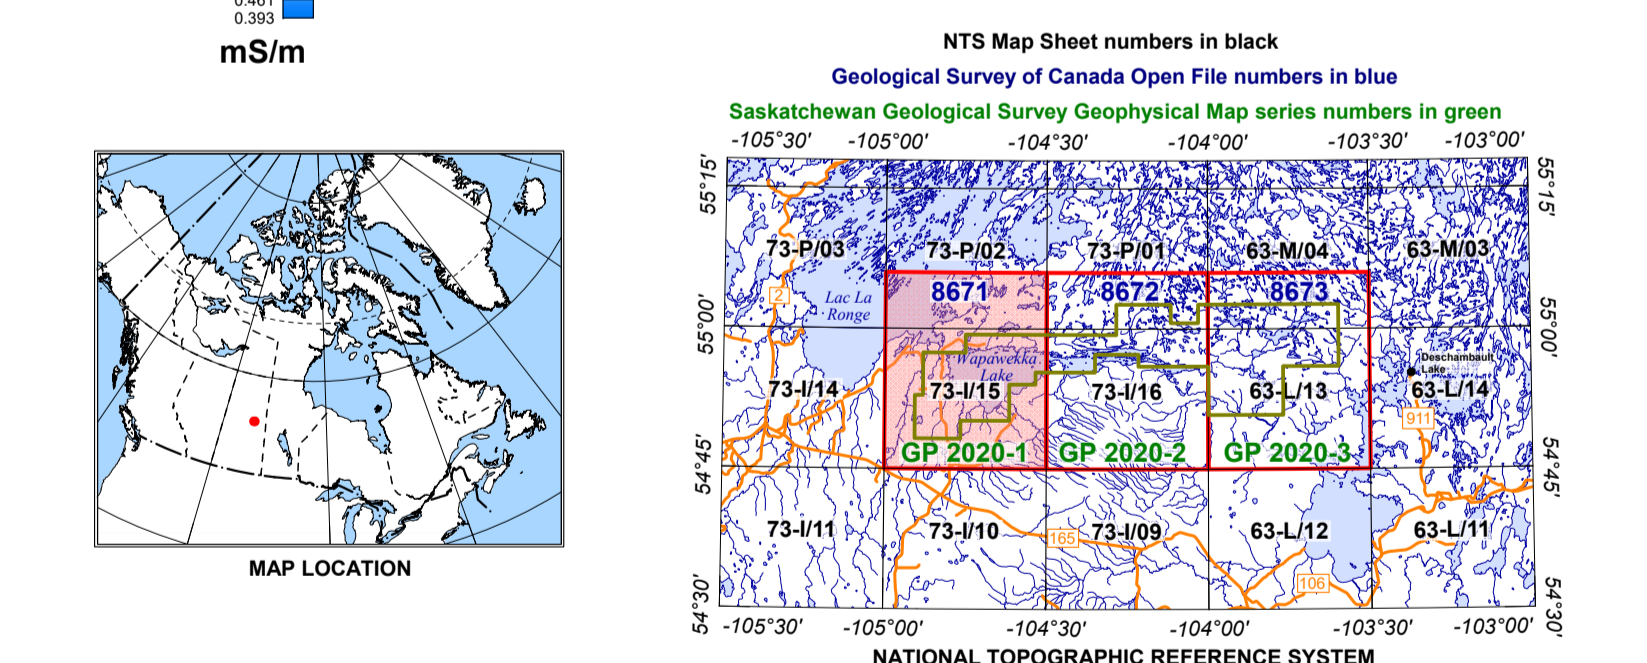 0.461
0.393
mS/m
MAP LOCATION
NTS Map Sheet numbers in black
Geological Survey of Canada Open File numbers in blue
Saskatchewan Geological Survey Geophysical Map series numbers in green
-105°30' -105°00' -104°30' -104°00' -103°30' -103°00'
55°15' 55°15'
73-P/03 73-P/02 73-P/01 63-M/04 63-M/03
2 Lac La Ronge 8671 8672 8673
55°00' 55°00'
Wapawekka Lake
Deschambault Lake
73-I/14 73-I/15 73-I/16 63-L/13 63-L/14
911
54°45' GP 2020-1 GP 2020-2 GP 2020-3 54°45'
73-I/11 73-I/10 165 73-I/09 63-L/12 63-L/11
106
54°30' 54°30'
-105°30' -105°00' -104°30' -104°00' -103°30' -103°00'
NATIONAL TOPOGRAPHIC REFERENCE SYSTEM